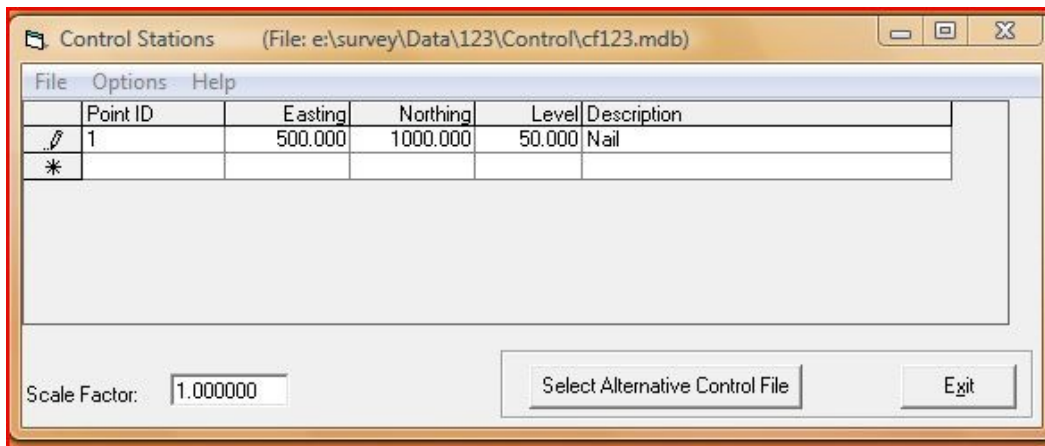 Control Stations (File: e:\survey\Data\123\Control\cf123.mdb)
File Options Help
Point ID Easting Northing Level Description
1 500.000 1000.000 50.000 Nail
Scale Factor: 1.000000 Select Alternative Control File Exit